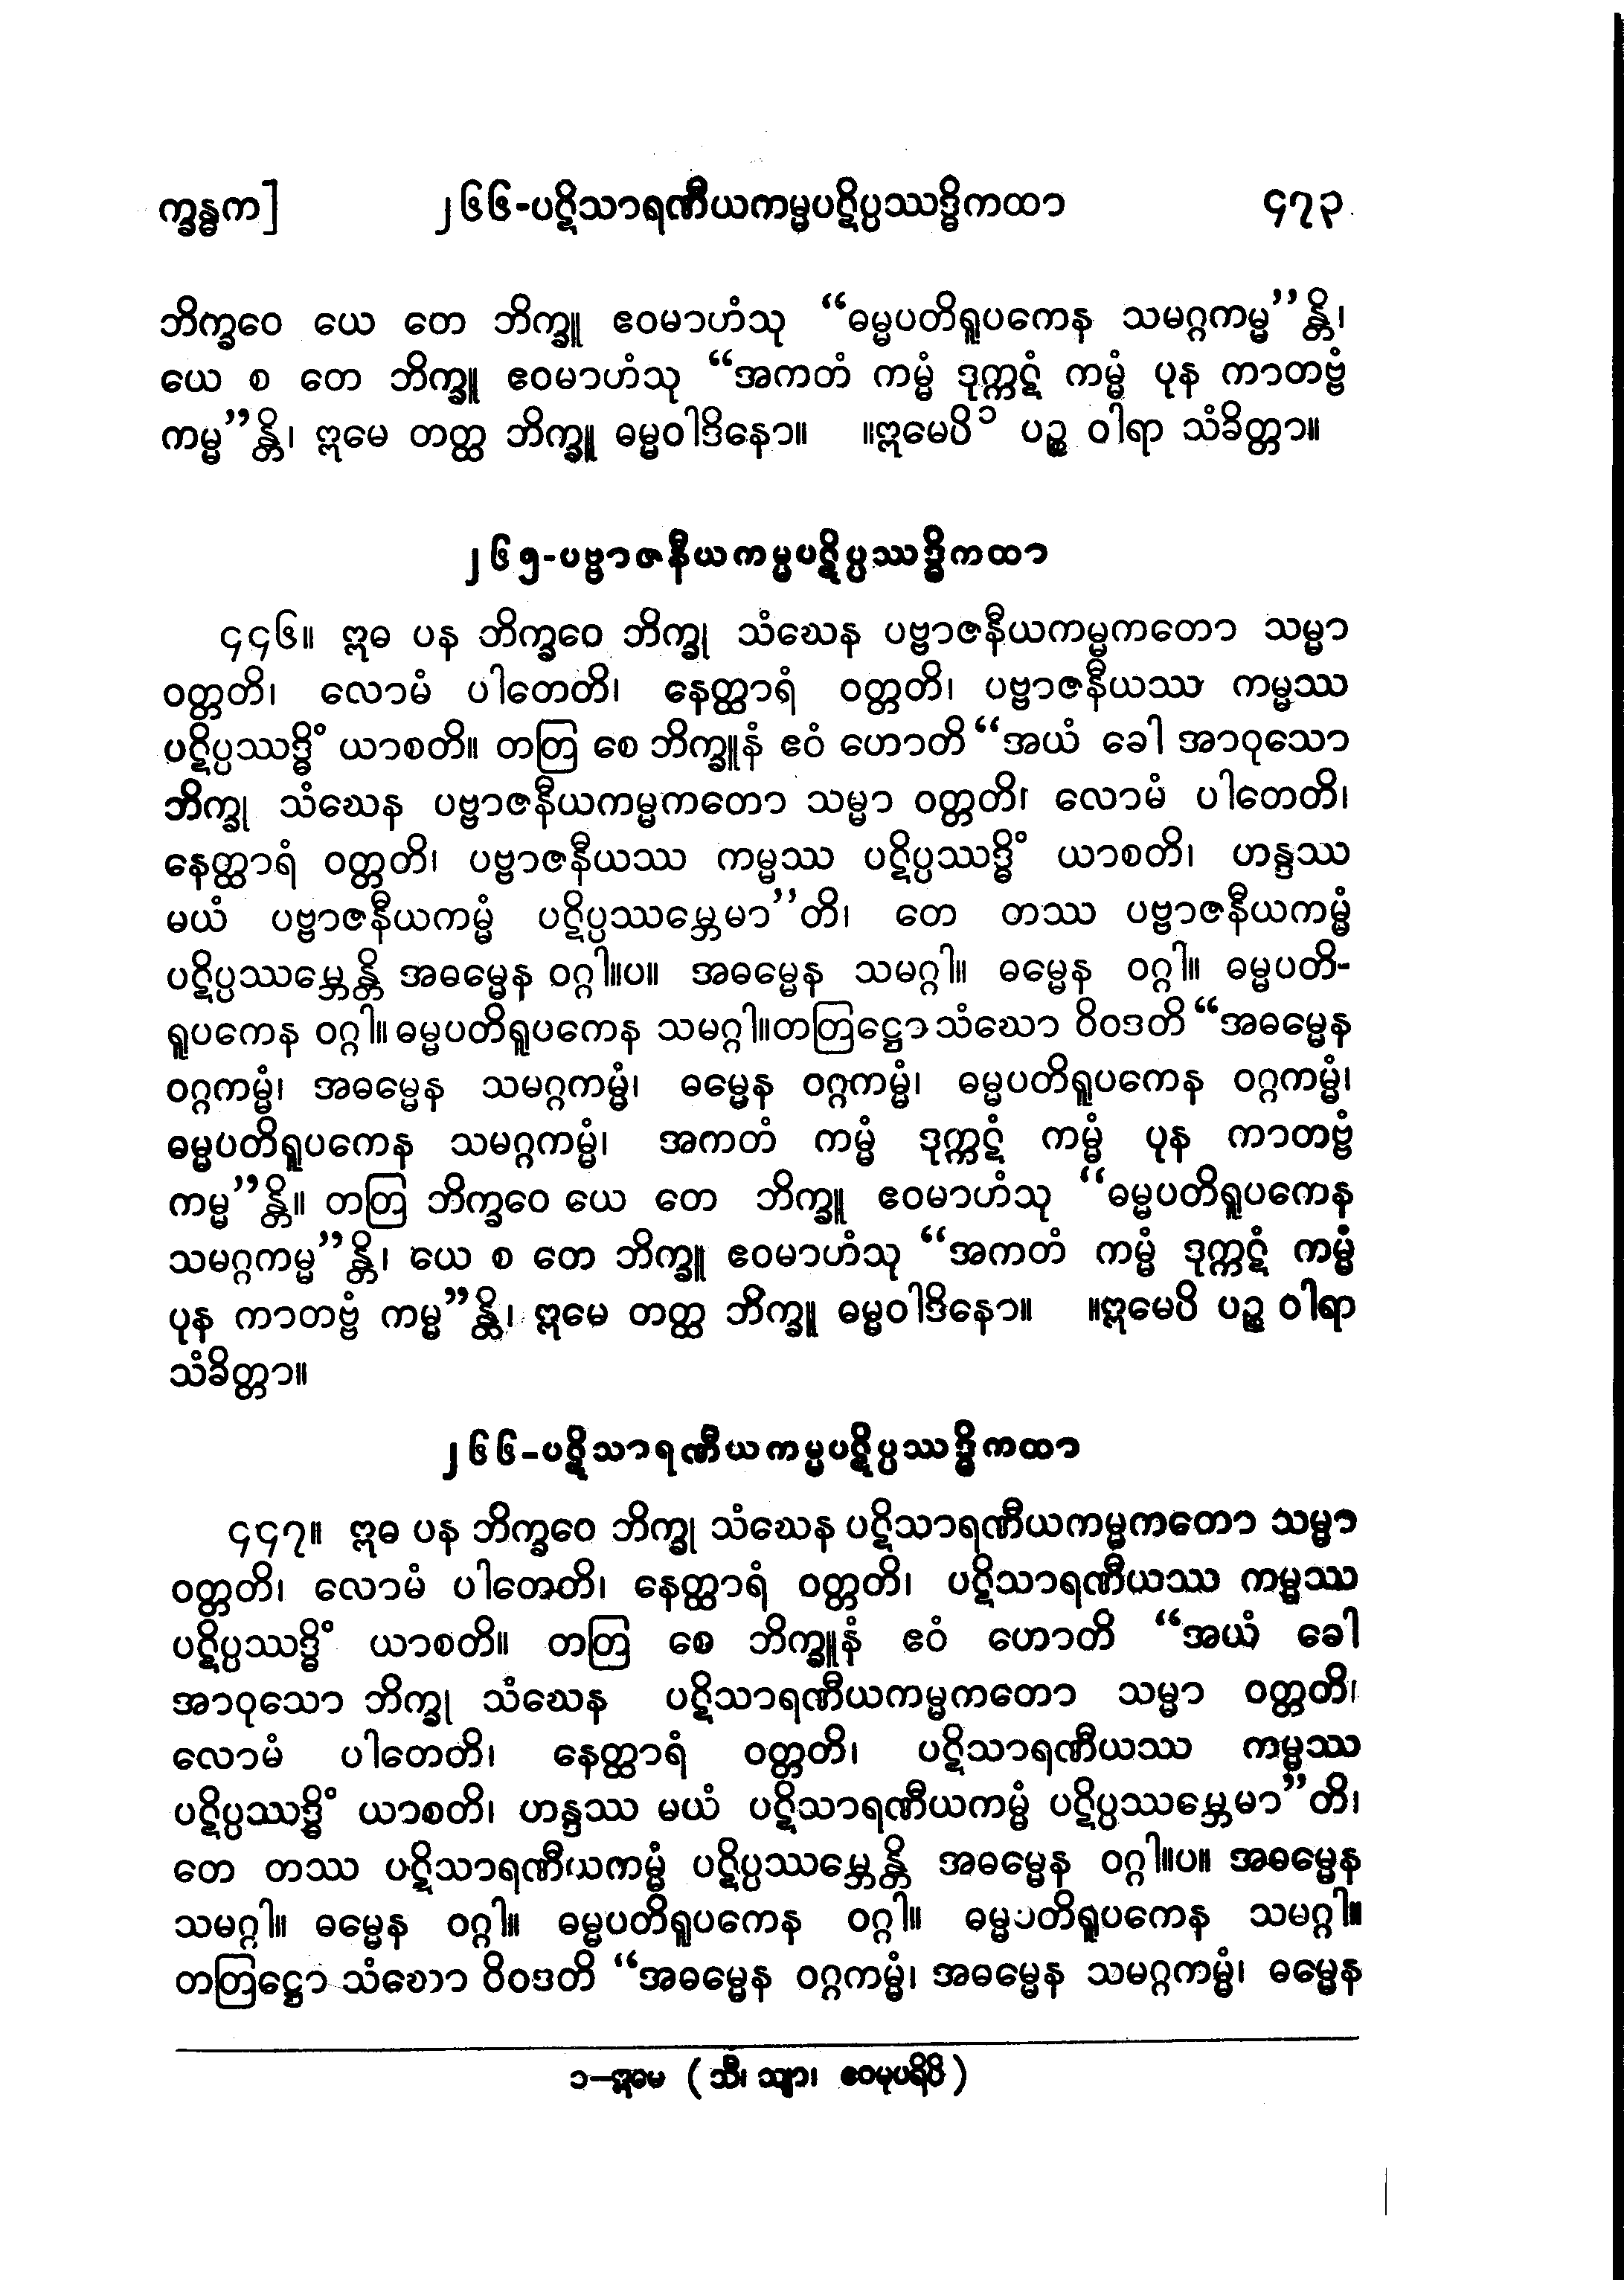 က္ခန္ဓက] ၂၆၆-ပဋိသာရဏီယကမ္မပဋိပ္ပဿဒ္ဓိကထာ ၄၇၃
ဘိက္ခဝေ ယေ တေ ဘိက္ခူ ဧဝမာဟံသု “ဓမ္မပတိရူပကေန သမဂ္ဂကမ္မ”န္တိ၊
ယေ စ တေ ဘိက္ခူ ဧဝမာဟံသု “အကတံ ကမ္မံ ဒုက္ကဋံ ကမ္မံ ပုန ကာတဗ္ဗံ
ကမ္မ”န္တိ၊ ဣမေ တတ္ထ ဘိက္ခူ ဓမ္မဝါဒိနော။ ။ဣမေပိ၁ ပဉ္စ ဝါရာ သံခိတ္တာ။
၂၆၅-ပဗ္ဗာဇနီယကမ္မပဋိပ္ပဿဒ္ဓိကထာ
၄၄၆။ ဣဓ ပန ဘိက္ခဝေ ဘိက္ခု သံဃေန ပဗ္ဗာဇနီယကမ္မကတော သမ္မာ
ဝတ္တတိ၊ လောမံ ပါတေတိ၊ နေတ္ထာရံ ဝတ္တတိ၊ ပဗ္ဗာဇနီယဿ ကမ္မဿ
ပဋိပ္ပဿဒ္ဓိံ ယာစတိ။ တတြ စေ ဘိက္ခူနံ ဧဝံ ဟောတိ “အယံ ခေါ အာဝုသော
ဘိက္ခု သံဃေန ပဗ္ဗာဇနီယကမ္မကတော သမ္မာ ဝတ္တတိ၊ လောမံ ပါတေတိ၊
နေတ္ထာရံ ဝတ္တတိ၊ ပဗ္ဗာဇနီယဿ ကမ္မဿ ပဋိပ္ပဿဒ္ဓိံ ယာစတိ၊ ဟန္ဒဿ
မယံ ပဗ္ဗာဇနီယကမ္မံ ပဋိပ္ပဿမ္ဘေမာ”တိ၊ တေ တဿ ပဗ္ဗာဇနီယကမ္မံ
ပဋိပ္ပဿမ္ဘေန္တိ အဓမ္မေန ဝဂ္ဂါ။ပ။ အဓမ္မေန သမဂ္ဂါ။ ဓမ္မေန ဝဂ္ဂါ။ ဓမ္မပတိ-
ရူပကေန ဝဂ္ဂါ။ ဓမ္မပတိရူပကေန သမဂ္ဂါ။တတြဋ္ဌော သံဃော ဝိဝဒတိ “အဓမ္မေန
ဝဂ္ဂကမ္မံ၊ အဓမ္မေန သမဂ္ဂကမ္မံ၊ ဓမ္မေန ဝဂ္ဂကမ္မံ၊ ဓမ္မပတိရူပကေန ဝဂ္ဂကမ္မံ၊
ဓမ္မပတိရူပကေန သမဂ္ဂကမ္မံ၊ အကတံ ကမ္မံ ဒုက္ကဋံ ကမ္မံ ပုန ကာတဗ္ဗံ
ကမ္မ”န္တိ။ တတြ ဘိက္ခဝေ ယေ တေ ဘိက္ခူ ဧဝမာဟံသု “ဓမ္မပတိရူပကေန
သမဂ္ဂကမ္မ”န္တိ၊ ယေ စ တေ ဘိက္ခူ ဧဝမာဟံသု “အကတံ ကမ္မံ ဒုက္ကဋံ ကမ္မံ
ပုန ကာတဗ္ဗံ ကမ္မ”န္တိ၊ ဣမေ တတ္ထ ဘိက္ခူ ဓမ္မဝါဒိနော။ ။ဣမေပိ ပဉ္စ ဝါရာ
သံခိတ္တာ။
၂၆၆-ပဋိသာရဏီယကမ္မပဋိပ္ပဿဒ္ဓိကထာ
၄၄၇။ ဣဓ ပန ဘိက္ခဝေ ဘိက္ခု သံဃေန ပဋိသာရဏီယကမ္မကတော သမ္မာ
ဝတ္တတိ၊ လောမံ ပါတေတိ၊ နေတ္ထာရံ ဝတ္တတိ၊ ပဋိသာရဏီယဿ ကမ္မဿ
ပဋိပ္ပဿဒ္ဓိံ ယာစတိ။ တတြ စေ ဘိက္ခူနံ ဧဝံ ဟောတိ “အယံ ခေါ
အာဝုသော ဘိက္ခု သံဃေန ပဋိသာရဏီယကမ္မကတော သမ္မာ ဝတ္တတိ၊
လောမံ ပါတေတိ၊ နေတ္ထာရံ ဝတ္တတိ၊ ပဋိသာရဏီယဿ ကမ္မဿ
ပဋိပ္ပဿဒ္ဓိံ ယာစတိ၊ ဟန္ဒဿ မယံ ပဋိသာရဏီယကမ္မံ ပဋိပ္ပဿမ္ဘေမာ”တိ၊
တေ တဿ ပဋိသာရဏီယကမ္မံ ပဋိပ္ပဿမ္ဘေန္တိ အဓမ္မေန ဝဂ္ဂါ။ပ။ အဓမ္မေန
သမဂ္ဂါ။ ဓမ္မေန ဝဂ္ဂါ။ ဓမ္မပတိရူပကေန ဝဂ္ဂါ။ ဓမ္မပတိရူပကေန သမဂ္ဂါ။
တတြဋ္ဌော သံဃော ဝိဝဒတိ “အဓမ္မေန ဝဂ္ဂကမ္မံ၊ အဓမ္မေန သမဂ္ဂကမ္မံ၊ ဓမ္မေန
၁-ဣမေ (သီ၊ သျာ၊ ဧဝမုပရိပိ)